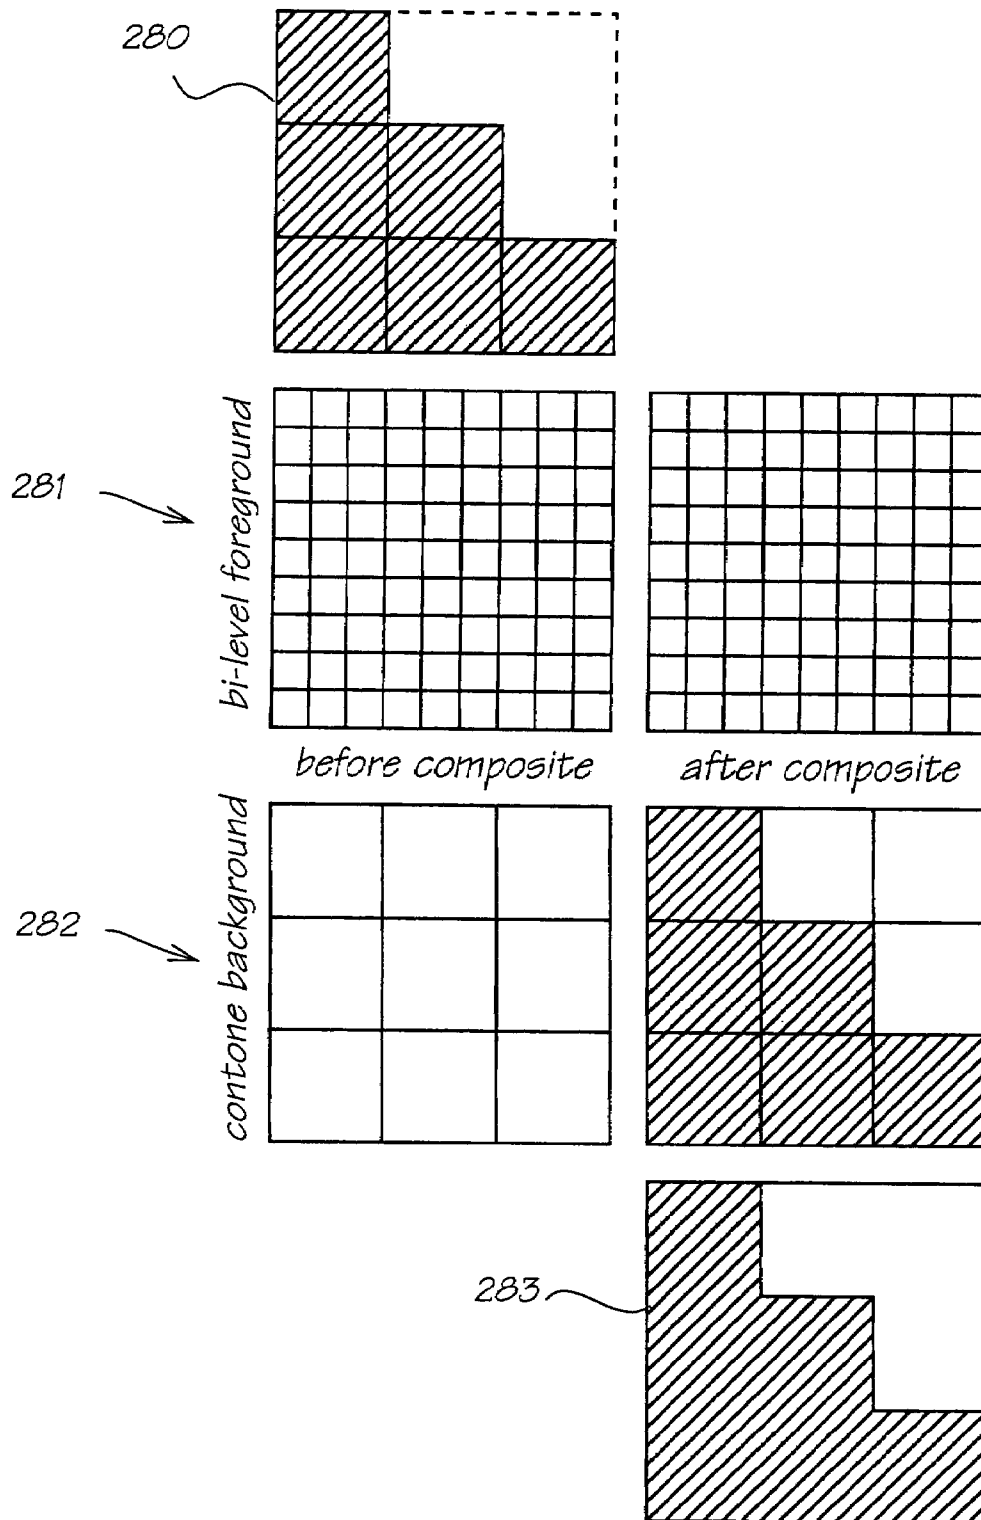 280
281
bi-level foreground
before composite
after composite
282
contone background
283